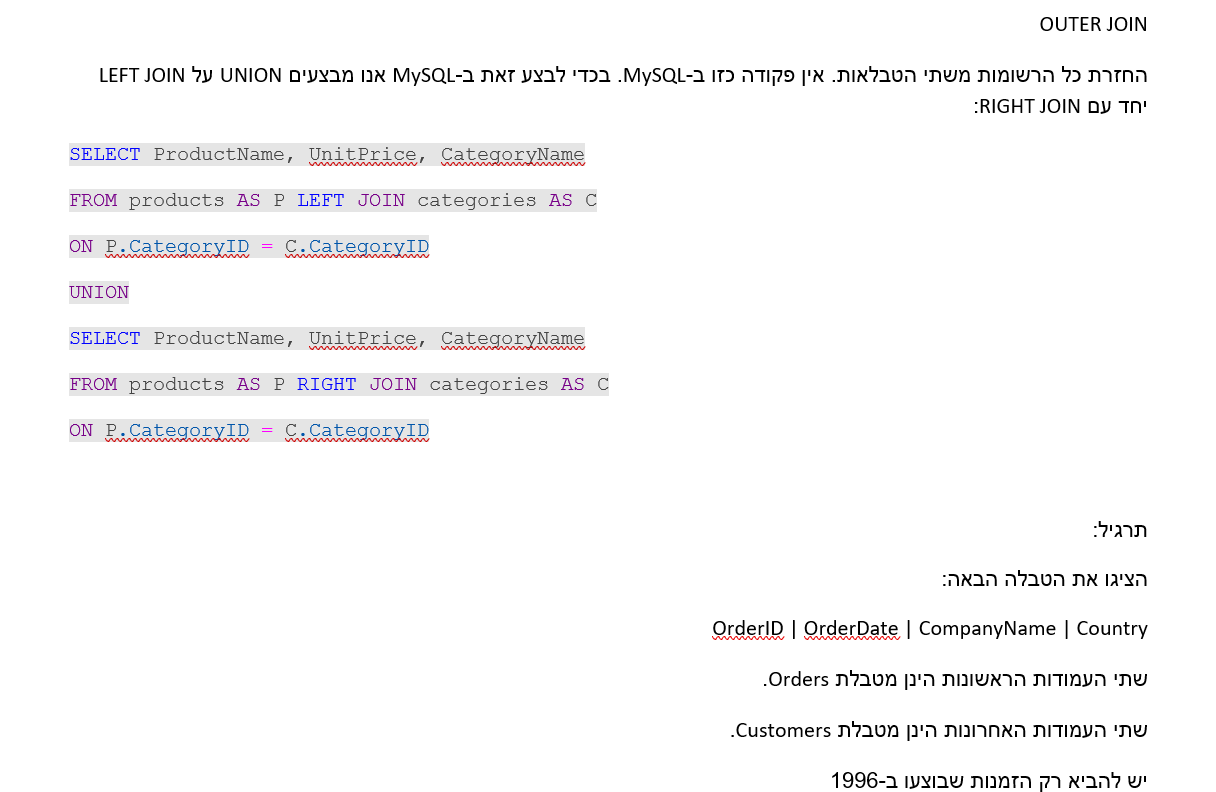 OUTER JOIN
החזרת כל הרשומות משתי הטבלאות. אין פקודה כזו ב-MySQL. בכדי לבצע זאת ב-MySQL אנו מבצעים UNION על LEFT JOIN
יחד עם RIGHT JOIN:
SELECT ProductName, UnitPrice, CategoryName
FROM products AS P LEFT JOIN categories AS C
ON P.CategoryID = C.CategoryID
UNION
SELECT ProductName, UnitPrice, CategoryName
FROM products AS P RIGHT JOIN categories AS C
ON P.CategoryID = C.CategoryID
תרגיל:
הציגו את הטבלה הבאה:
OrderID | OrderDate | CompanyName | Country
שתי העמודות הראשונות הינן מטבלת Orders.
שתי העמודות האחרונות הינן מטבלת Customers.
יש להביא רק הזמנות שבוצעו ב-1996